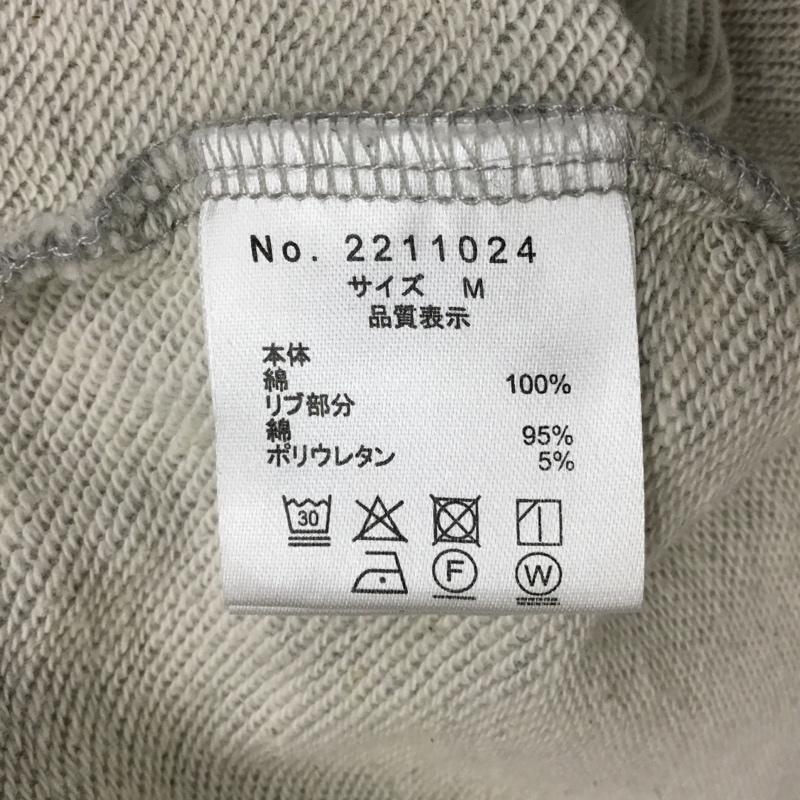 No. 2211024
サイズ M
品質表示
本体
綿 100%
リブ部分
綿 95%
ポリウレタン 5%
30
F W